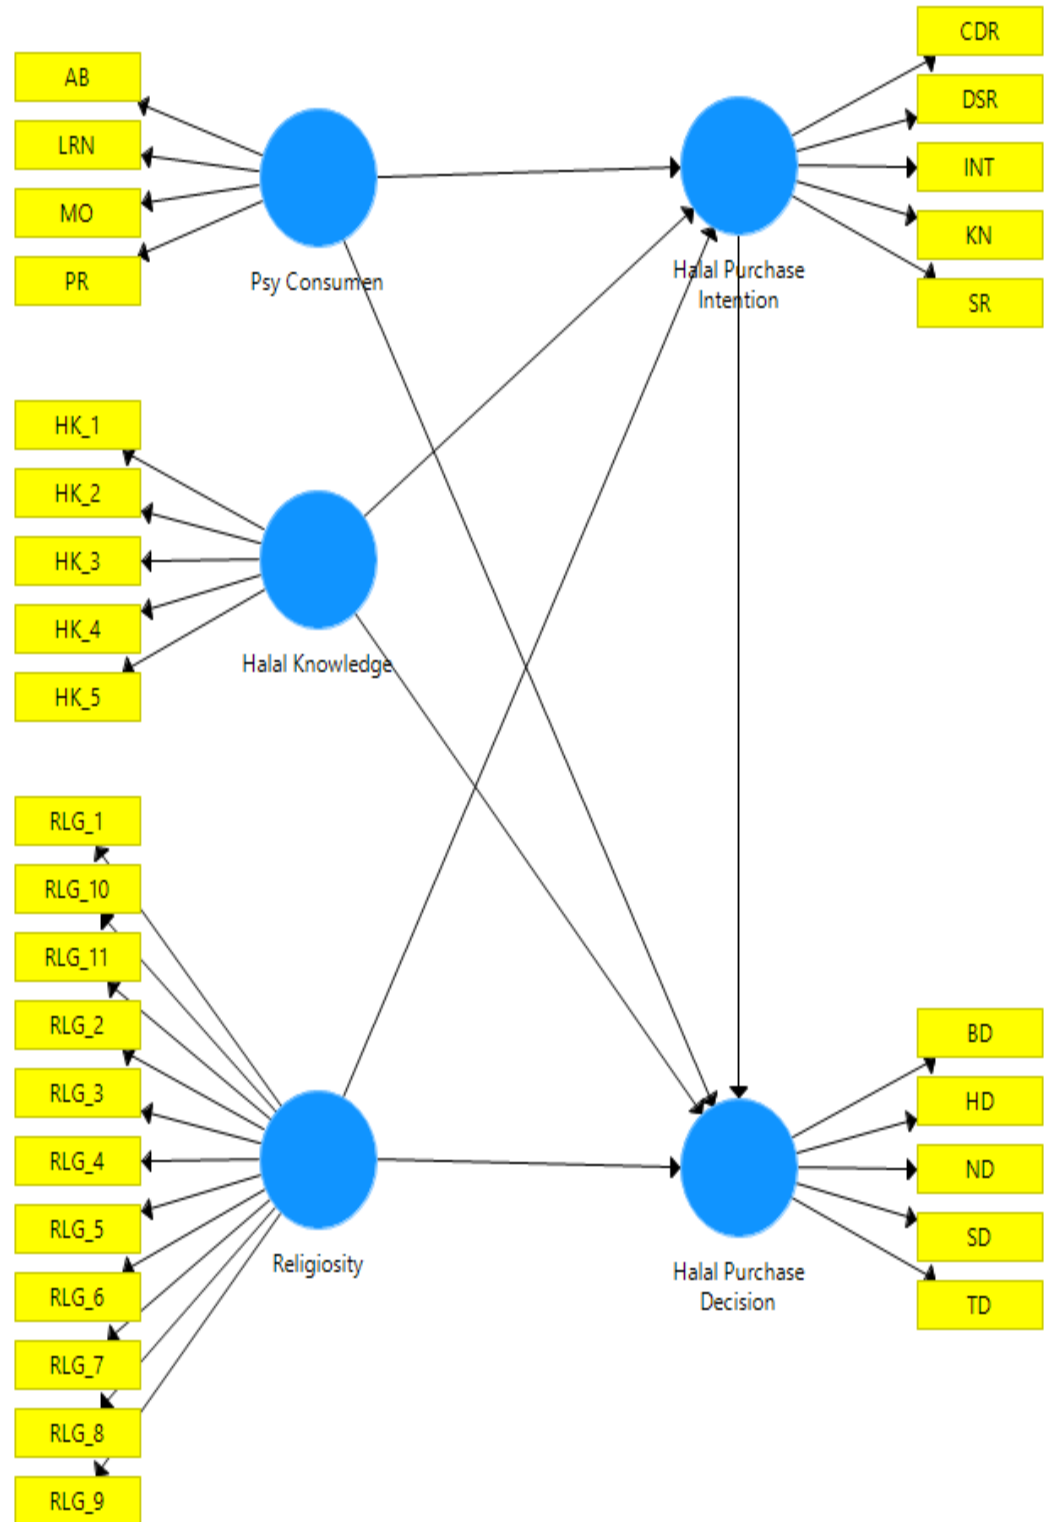 CDR
AB
DSR
LRN
INT
MO
KN
PR
SR
Psy Consumen
Halal Purchase
Intention
HK_1
HK_2
HK_3
HK_4
HK_5
Halal Knowledge
RLG_1
RLG_10
RLG_11
RLG_2
RLG_3
RLG_4
RLG_5
RLG_6
RLG_7
RLG_8
RLG_9
Religiosity
BD
HD
ND
SD
TD
Halal Purchase
Decision